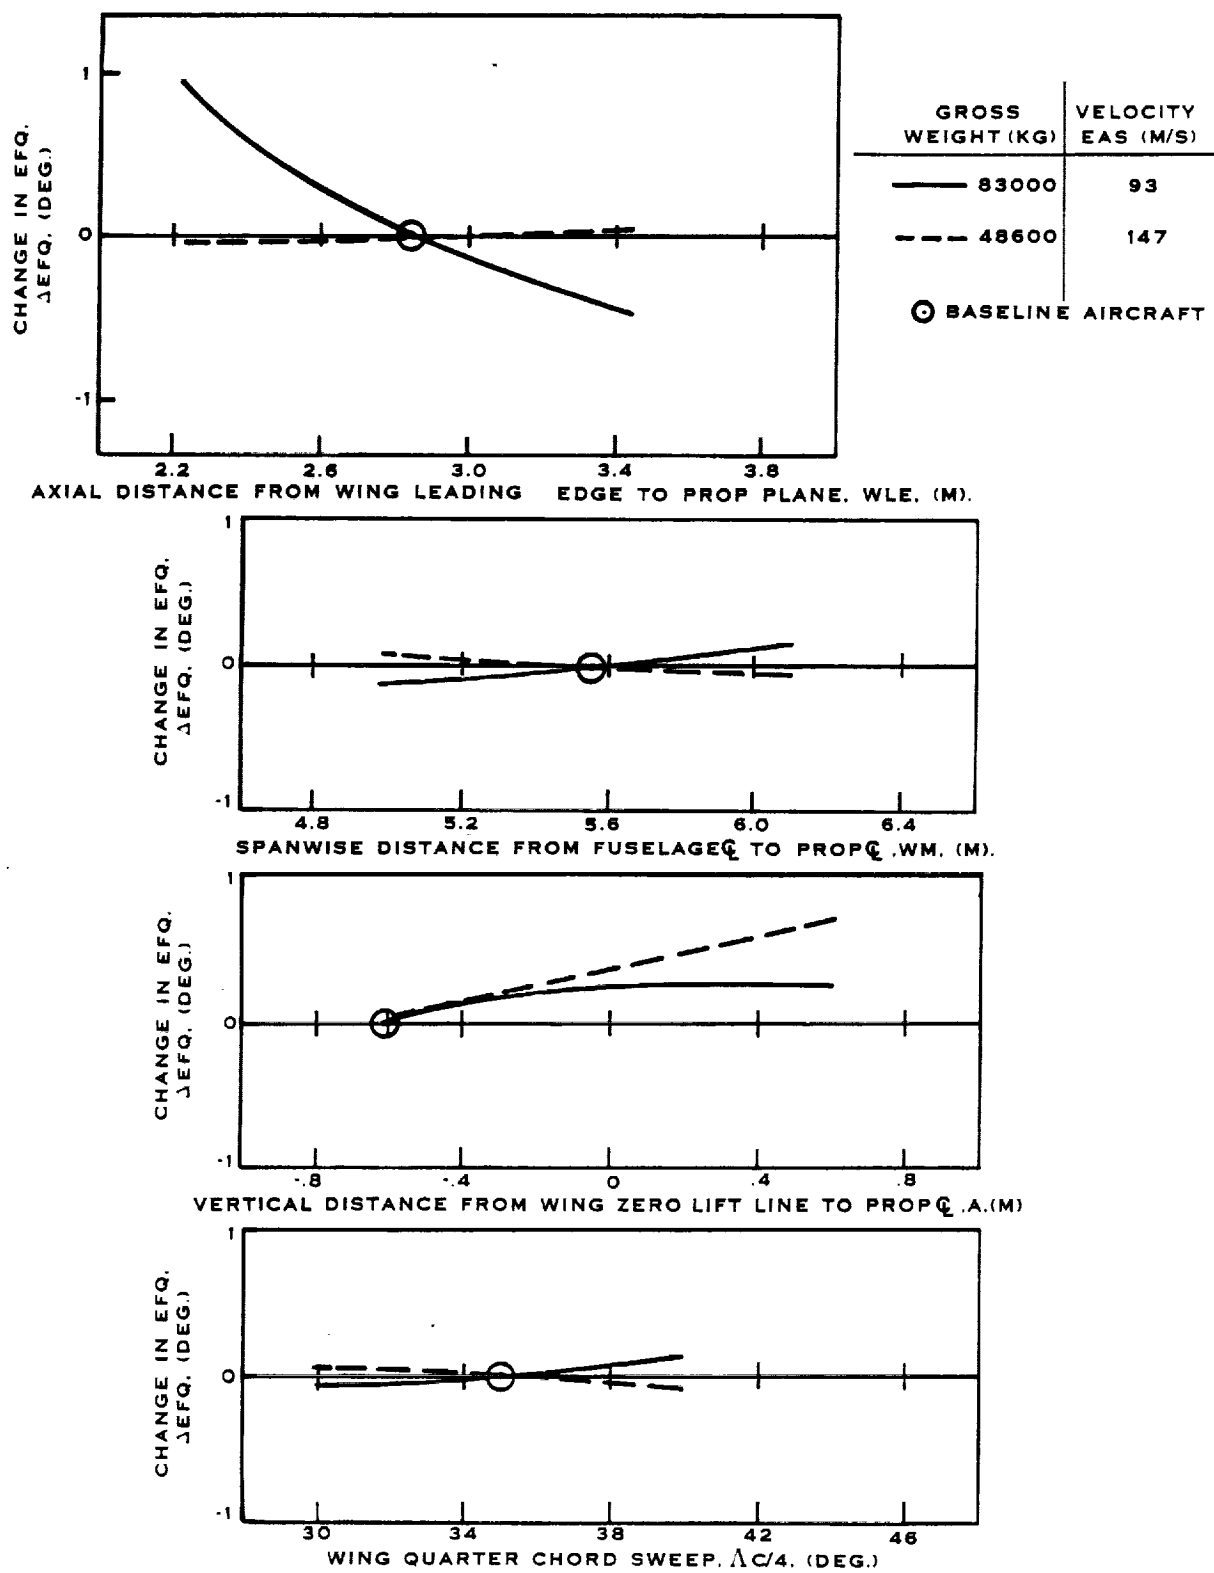 CHANGE IN EFQ.
ΔEFQ. (DEG.)
1
0
-1
2.2 2.6 3.0 3.4 3.8
AXIAL DISTANCE FROM WING LEADING EDGE TO PROP PLANE. WLE. (M).
GROSS WEIGHT (KG) VELOCITY EAS (M/S)
83000 93
48600 147
BASELINE AIRCRAFT
CHANGE IN EFQ.
ΔEFQ. (DEG.)
1
0
-1
4.8 5.2 5.6 6.0 6.4
SPANWISE DISTANCE FROM FUSELAGE ℄ TO PROP ℄ .WM. (M).
CHANGE IN EFQ.
ΔEFQ. (DEG.)
1
0
-1
-.8 -.4 0 .4 .8
VERTICAL DISTANCE FROM WING ZERO LIFT LINE TO PROP ℄ .A.(M)
CHANGE IN EFQ.
ΔEFQ. (DEG.)
1
0
-1
30 34 38 42 46
WING QUARTER CHORD SWEEP. ΛC/4. (DEG.)